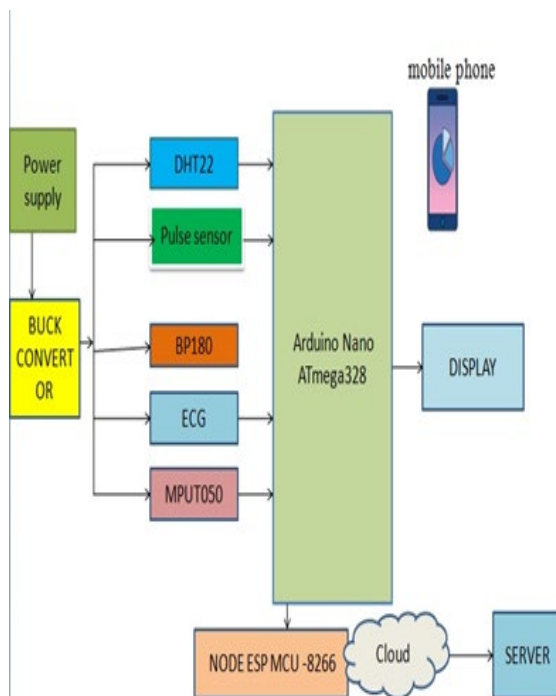 mobile phone
Power
supply
DHT22
Pulse sensor
BUCK
CONVERT
OR
BP180
Arduino Nano
ATmega328
DISPLAY
ECG
MPUT050
NODE ESP MCU -8266
Cloud
SERVER